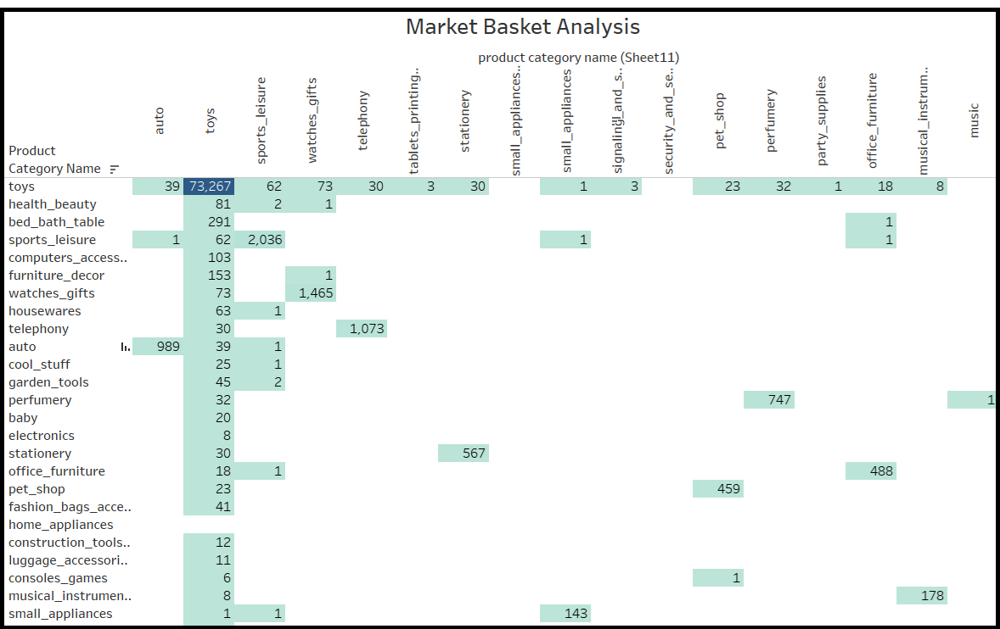 Market Basket Analysis
product category name (Sheet11)
Product
Category Name
auto
toys
sports_leisure
watches_gifts
telephony
tablets_printing..
stationery
small_appliances..
small_appliances
signaling_and_s..
security_and_se..
pet_shop
perfumery
party_supplies
office_furniture
musical_instrum..
music
toys 39 73,267 62 73 30 3 30 1 3 23 32 1 18 8
health_beauty 81 2 1
bed_bath_table 291 1
sports_leisure 1 62 2,036 1 1
computers_access.. 103
furniture_decor 153 1
watches_gifts 73 1,465
housewares 63 1
telephony 30 1,073
auto 989 39 1
cool_stuff 25 1
garden_tools 45 2
perfumery 32 747 1
baby 20
electronics 8
stationery 30 567
office_furniture 18 1 488
pet_shop 23 459
fashion_bags_acce.. 41
home_appliances
construction_tools.. 12
luggage_accessori.. 11
consoles_games 6 1
musical_instrumen.. 8 178
small_appliances 1 1 143